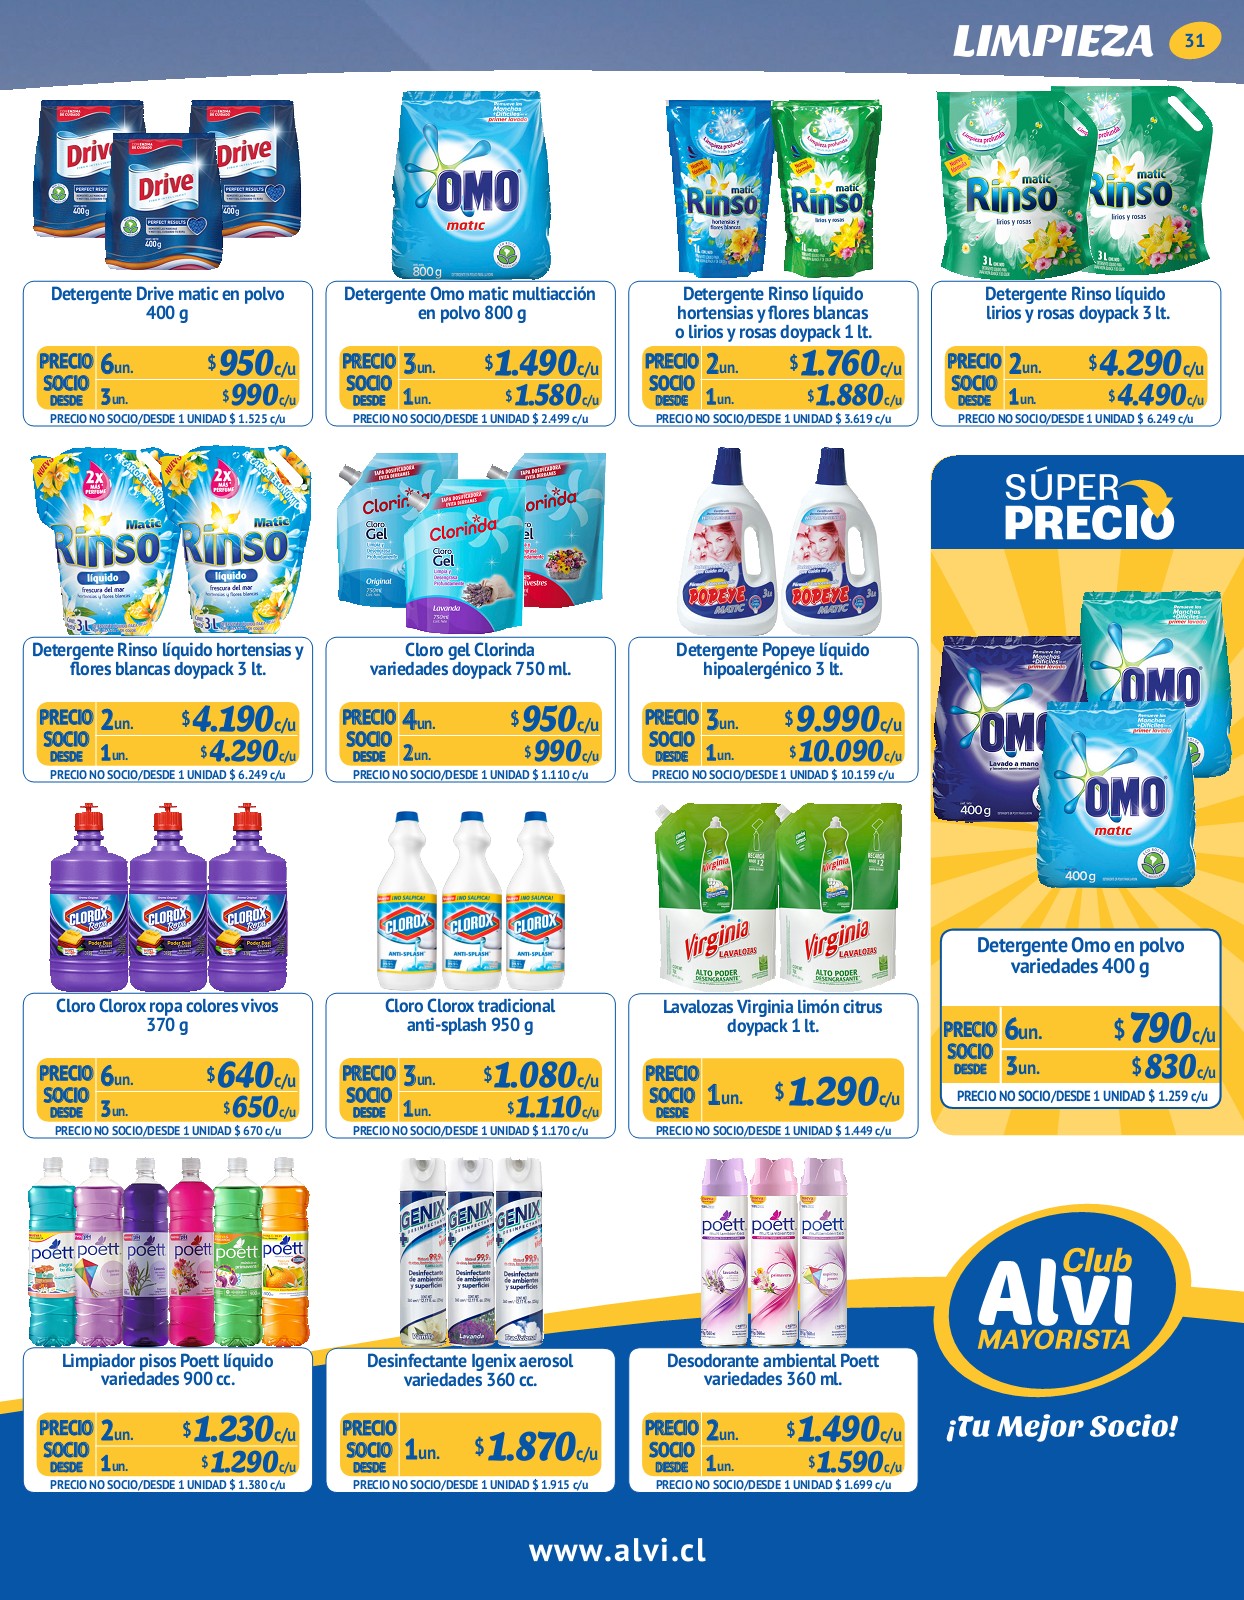 LIMPIEZA 31
Detergente Drive matic en polvo
400 g
PRECIO SOCIO DESDE
6un. $950c/u
3un. $990c/u
PRECIO NO SOCIO/DESDE 1 UNIDAD $ 1.525 c/u
Detergente Omo matic multiacción
en polvo 800 g
PRECIO SOCIO DESDE
3un. $1.490c/u
1un. $1.580c/u
PRECIO NO SOCIO/DESDE 1 UNIDAD $ 2.499 c/u
Detergente Rinso líquido
hortensias y flores blancas
o lirios y rosas doypack 1 lt.
PRECIO SOCIO DESDE
2un. $1.760c/u
1un. $1.880c/u
PRECIO NO SOCIO/DESDE 1 UNIDAD $ 3.619 c/u
Detergente Rinso líquido
lirios y rosas doypack 3 lt.
PRECIO SOCIO DESDE
2un. $4.290c/u
1un. $4.490c/u
PRECIO NO SOCIO/DESDE 1 UNIDAD $ 6.249 c/u
Detergente Rinso líquido hortensias y
flores blancas doypack 3 lt.
PRECIO SOCIO DESDE
2un. $4.190c/u
1un. $4.290c/u
PRECIO NO SOCIO/DESDE 1 UNIDAD $ 6.249 c/u
Cloro gel Clorinda
variedades doypack 750 ml.
PRECIO SOCIO DESDE
4un. $950c/u
2un. $990c/u
PRECIO NO SOCIO/DESDE 1 UNIDAD $ 1.110 c/u
Detergente Popeye líquido
hipoalergénico 3 lt.
PRECIO SOCIO DESDE
3un. $9.990c/u
1un. $10.090c/u
PRECIO NO SOCIO/DESDE 1 UNIDAD $ 10.159 c/u
SÚPER
PRECIO
Detergente Omo en polvo
variedades 400 g
PRECIO SOCIO DESDE
6un. $790c/u
3un. $830c/u
PRECIO NO SOCIO/DESDE 1 UNIDAD $ 1.259 c/u
Cloro Clorox ropa colores vivos
370 g
PRECIO SOCIO DESDE
6un. $640c/u
3un. $650c/u
PRECIO NO SOCIO/DESDE 1 UNIDAD $ 670 c/u
Cloro Clorox tradicional
anti-splash 950 g
PRECIO SOCIO DESDE
3un. $1.080c/u
1un. $1.110c/u
PRECIO NO SOCIO/DESDE 1 UNIDAD $ 1.170 c/u
Lavalozas Virginia limón citrus
doypack 1 lt.
PRECIO SOCIO DESDE
1un. $1.290c/u
PRECIO NO SOCIO/DESDE 1 UNIDAD $ 1.449 c/u
Limpiador pisos Poett líquido
variedades 900 cc.
PRECIO SOCIO DESDE
2un. $1.230c/u
1un. $1.290c/u
PRECIO NO SOCIO/DESDE 1 UNIDAD $ 1.380 c/u
Desinfectante Igenix aerosol
variedades 360 cc.
PRECIO SOCIO DESDE
1un. $1.870c/u
PRECIO NO SOCIO/DESDE 1 UNIDAD $ 1.915 c/u
Desodorante ambiental Poett
variedades 360 ml.
PRECIO SOCIO DESDE
2un. $1.490c/u
1un. $1.590c/u
PRECIO NO SOCIO/DESDE 1 UNIDAD $ 1.699 c/u
Club
Alvi
MAYORISTA
¡Tu Mejor Socio!
www.alvi.cl